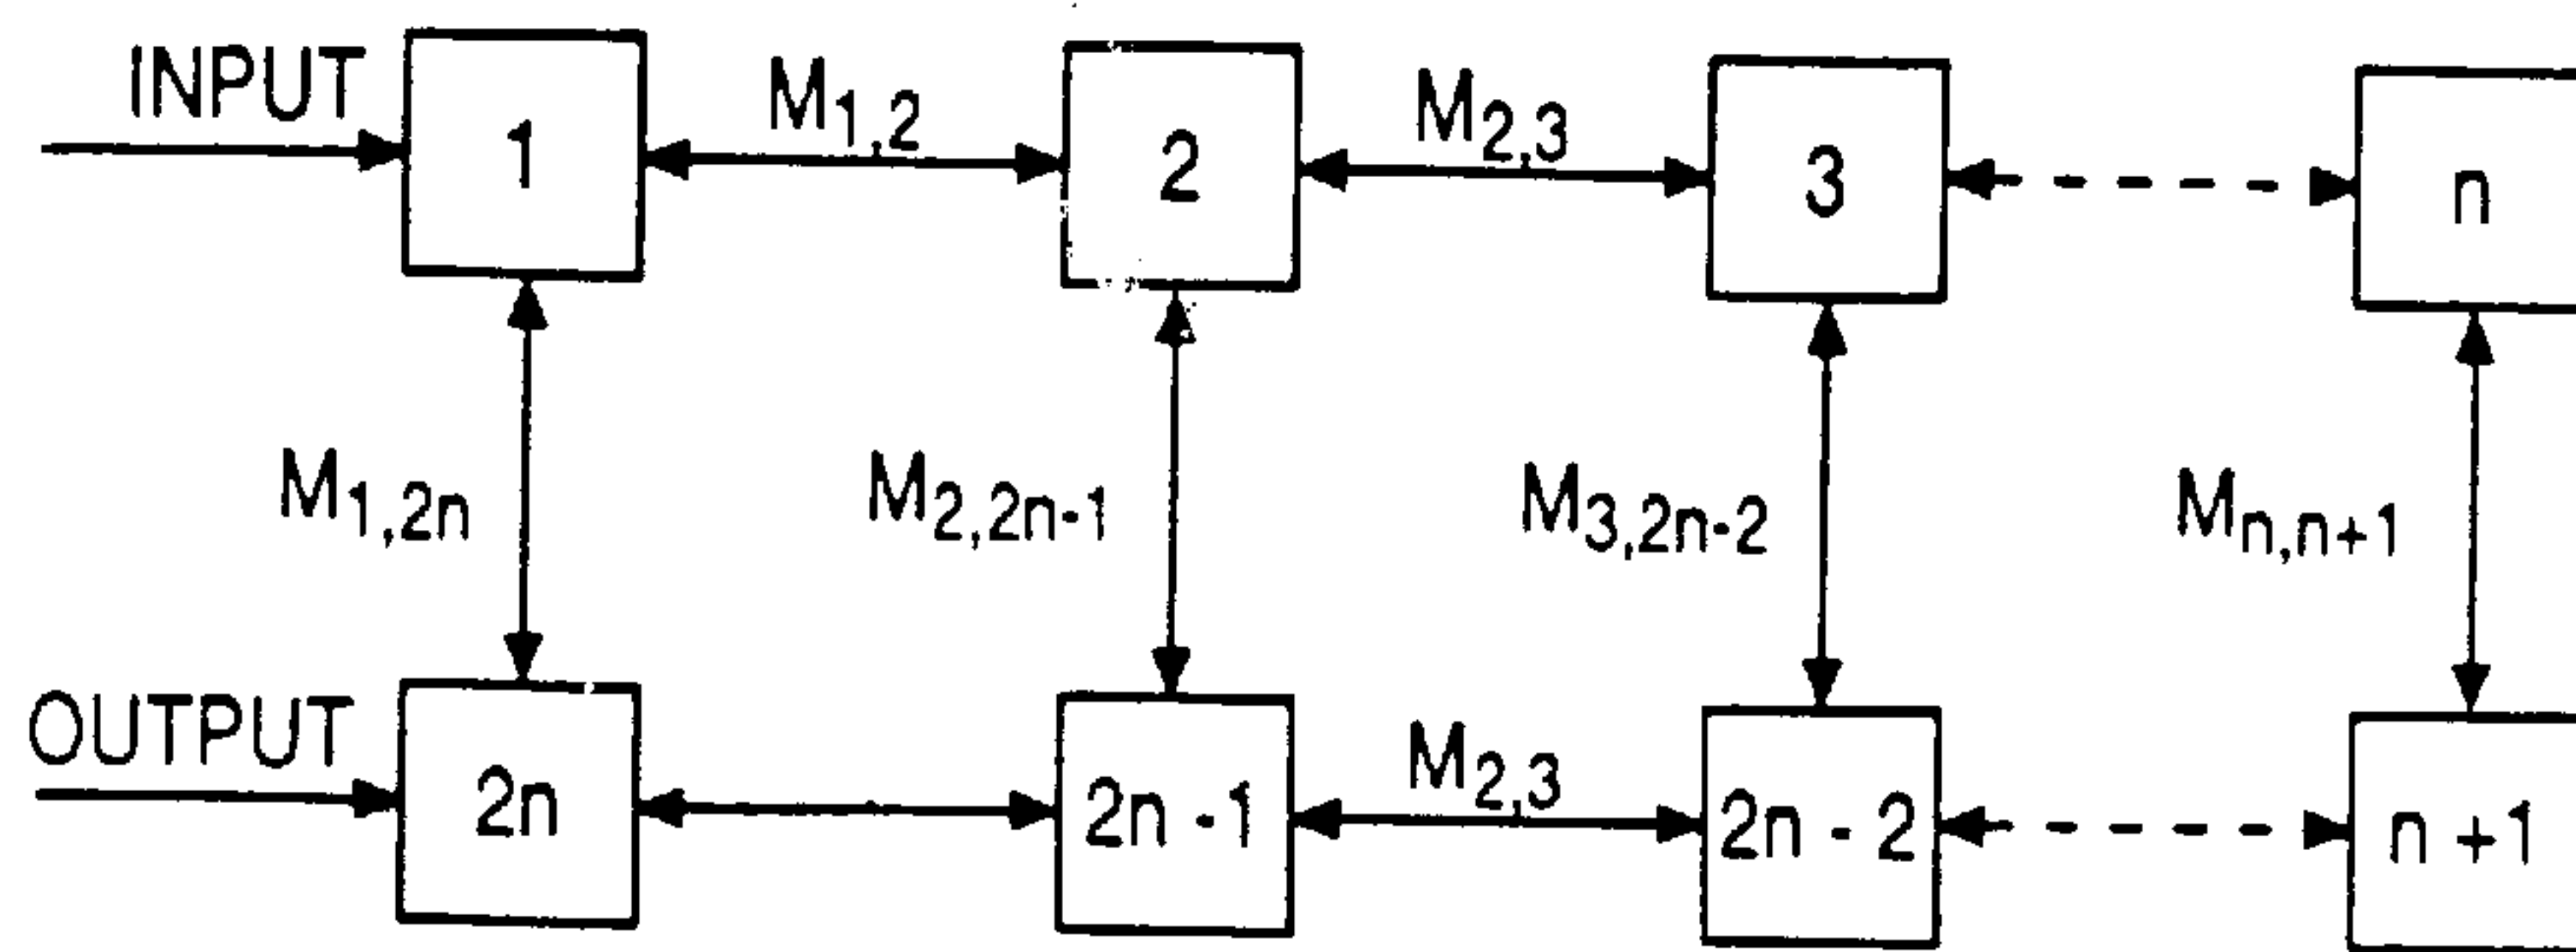 INPUT
1
M1,2
2
M2,3
3
n
M1,2n
M2,2n-1
M3,2n-2
Mn,n+1
OUTPUT
2n
2n -1
M2,3
2n - 2
n +1